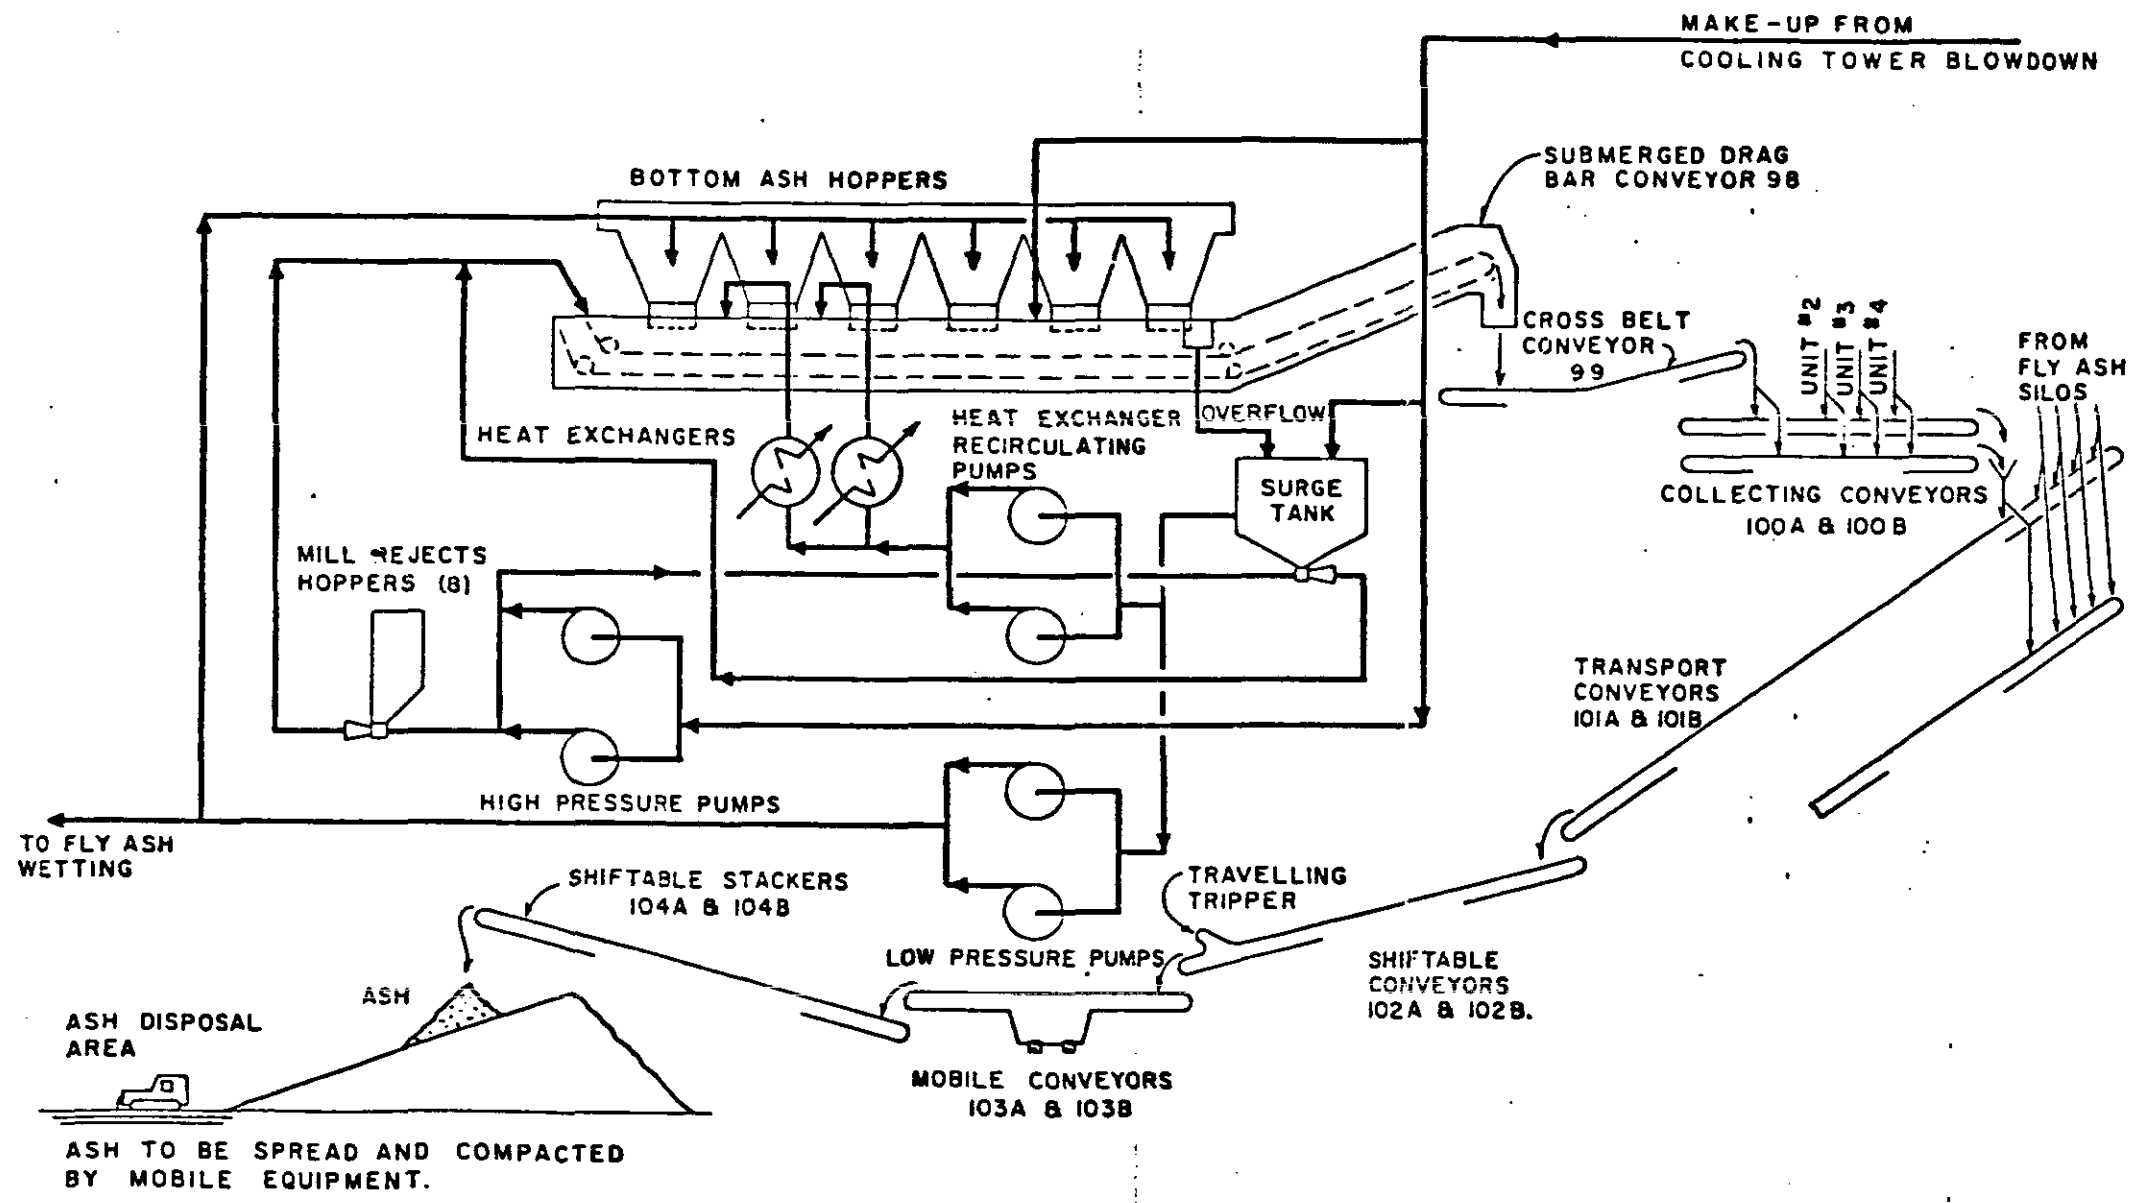 MAKE-UP FROM
COOLING TOWER BLOWDOWN
SUBMERGED DRAG
BAR CONVEYOR 98
BOTTOM ASH HOPPERS
CROSS BELT
CONVEYOR
99
UNIT #2
UNIT #3
UNIT #4
FROM
FLY ASH
SILOS
OVERFLOW
HEAT EXCHANGER
RECIRCULATING
PUMPS
HEAT EXCHANGERS
SURGE
TANK
COLLECTING CONVEYORS
100A & 100B
MILL REJECTS
HOPPERS (8)
TRANSPORT
CONVEYORS
101A & 101B
HIGH PRESSURE PUMPS
TO FLY ASH
WETTING
SHIFTABLE STACKERS
104A & 104B
TRAVELLING
TRIPPER
LOW PRESSURE PUMPS
SHIFTABLE
CONVEYORS
102A & 102B.
ASH
ASH DISPOSAL
AREA
MOBILE CONVEYORS
103A & 103B
ASH TO BE SPREAD AND COMPACTED
BY MOBILE EQUIPMENT.